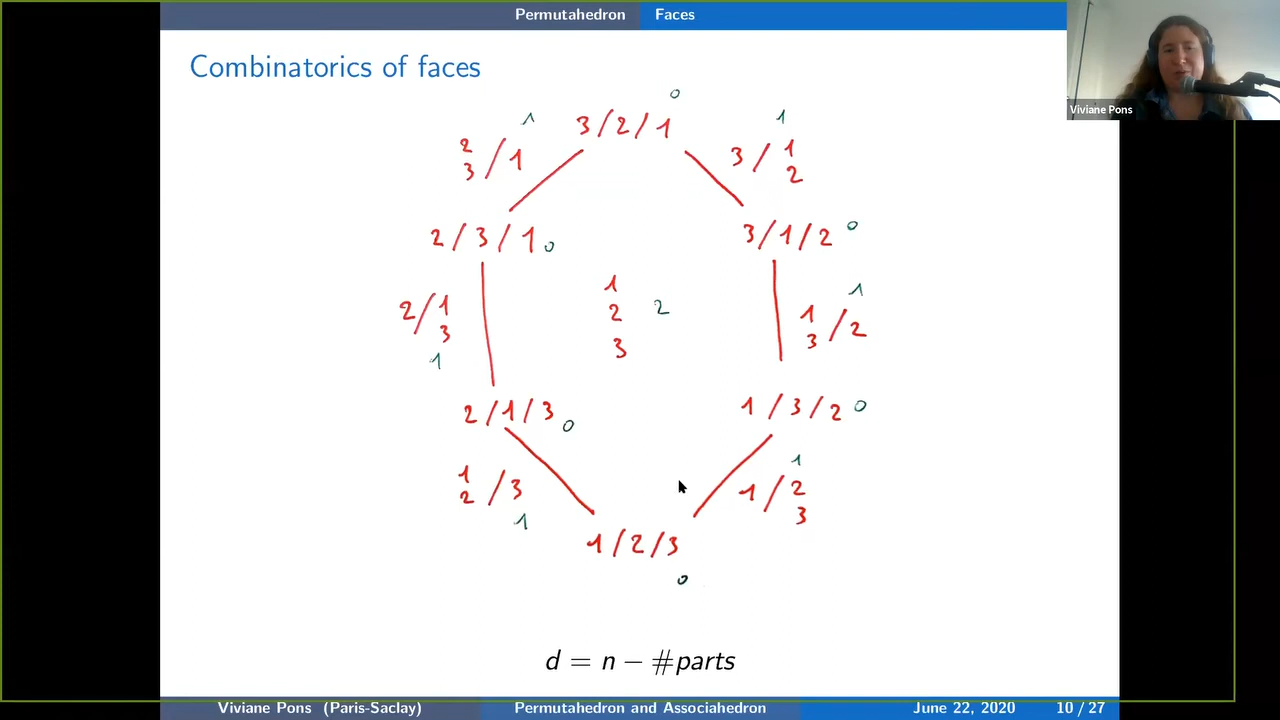 Permutahedron Faces
Viviane Pons
Combinatorics of faces
0
3/2/1
1
2
3 / 1
1
3 / 1
2
2/3/1 0
3/1/2 0
2/1
3
1
1
2
3
2
1
1
3 / 2
2/1/3 0
1/3/2 0
1
2 / 3
1
1
1 / 2
3
1/2/3
0
d = n − #parts
Viviane Pons (Paris-Saclay) Permutahedron and Associahedron June 22, 2020 10 / 27